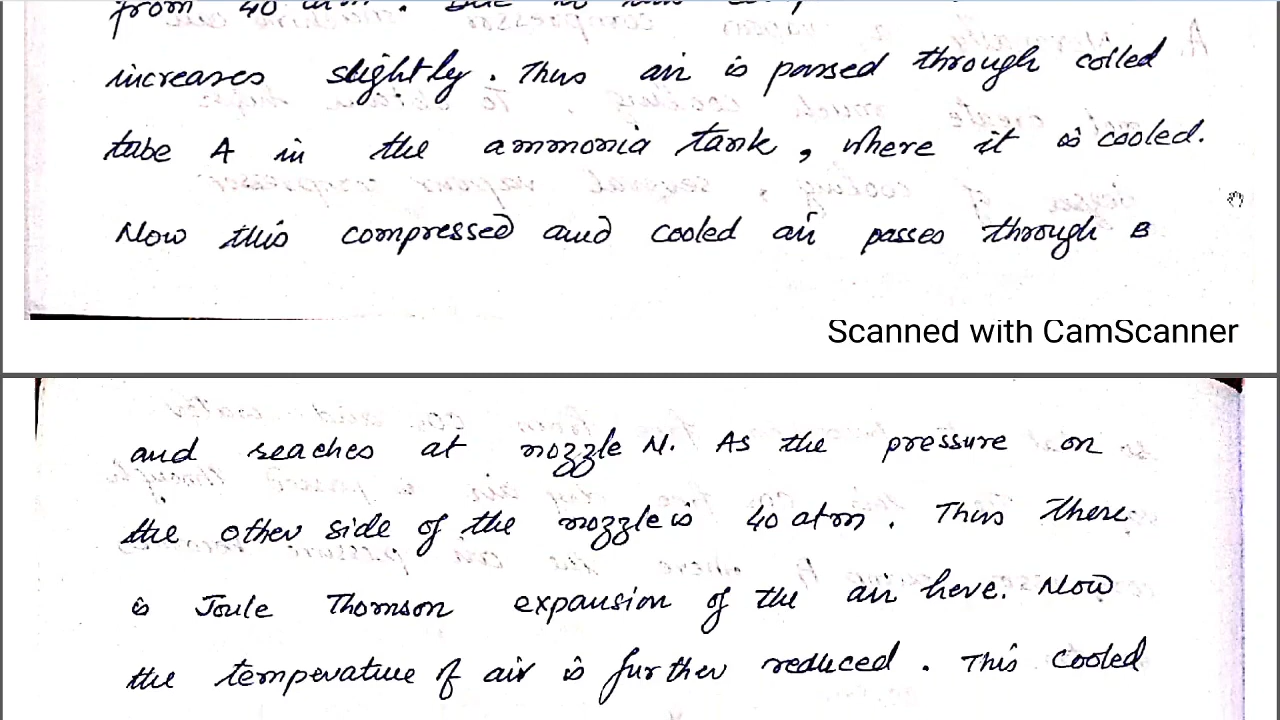 from 40 atm.
increases slightly. Thus air is passed through coiled
tube A in the ammonia tank, where it is cooled.
Now this compressed and cooled air passes through B
Scanned with CamScanner
and reaches at nozzle N. As the pressure on
the other side of the nozzle is 40 atm. Thus there
is Joule Thomson expansion of the air here. Now
the temperature of air is further reduced. This cooled